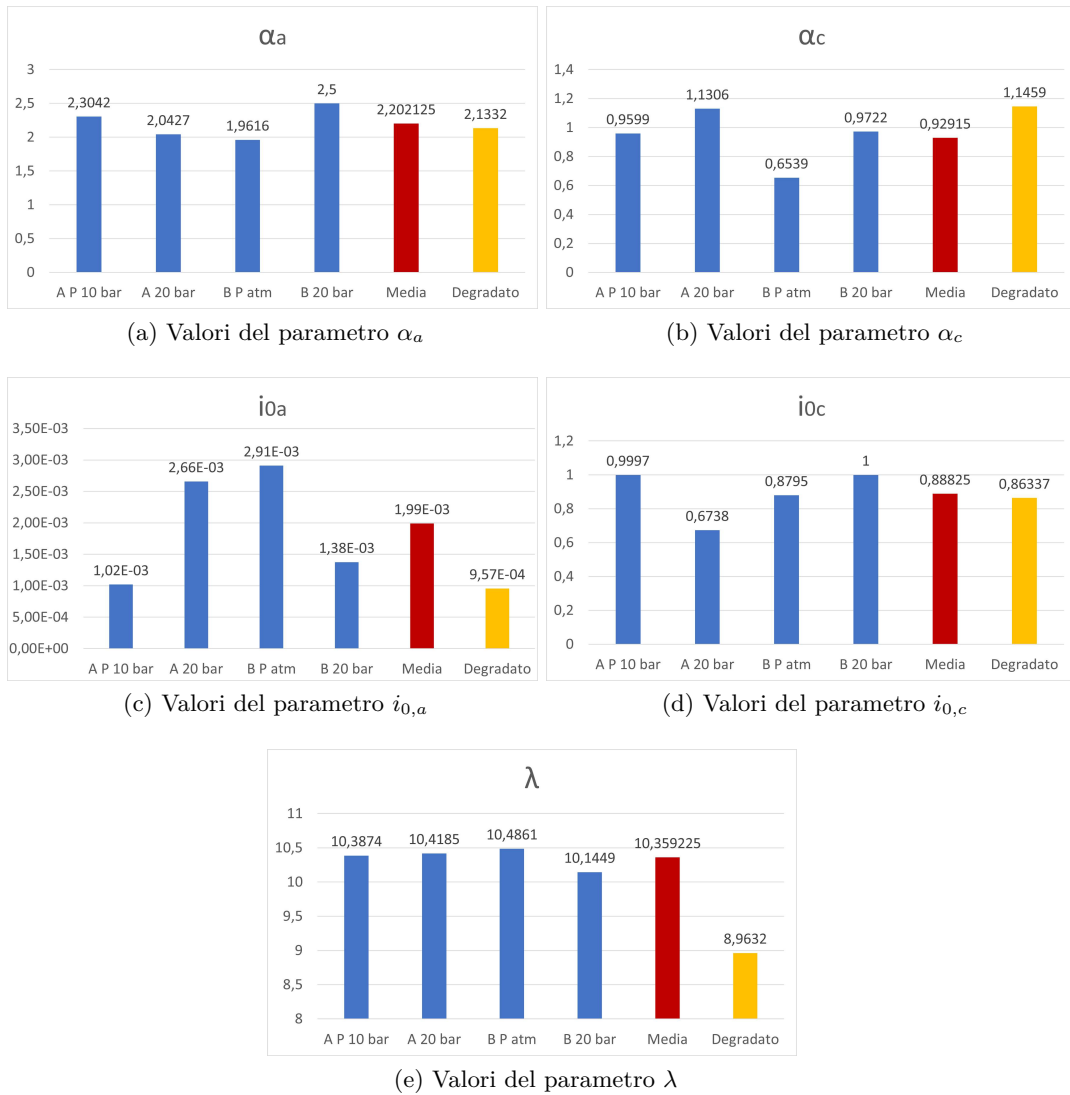 αa
3
2,5
2
1,5
1
0,5
0
2,3042
2,0427
1,9616
2,5
2,202125
2,1332
A P 10 bar A 20 bar B P atm B 20 bar Media Degradato
(a) Valori del parametro αa
αc
1,4
1,2
1
0,8
0,6
0,4
0,2
0
0,9599
1,1306
0,6539
0,9722
0,92915
1,1459
A P 10 bar A 20 bar B P atm B 20 bar Media Degradato
(b) Valori del parametro αc
i0a
3,50E-03
3,00E-03
2,50E-03
2,00E-03
1,50E-03
1,00E-03
5,00E-04
0,00E+00
1,02E-03
2,66E-03
2,91E-03
1,38E-03
1,99E-03
9,57E-04
A P 10 bar A 20 bar B P atm B 20 bar Media Degradato
(c) Valori del parametro i0,a
i0c
1,2
1
0,8
0,6
0,4
0,2
0
0,9997
0,6738
0,8795
1
0,88825
0,86337
A P 10 bar A 20 bar B P atm B 20 bar Media Degradato
(d) Valori del parametro i0,c
λ
11
10,5
10
9,5
9
8,5
8
10,3874
10,4185
10,4861
10,1449
10,359225
8,9632
A P 10 bar A 20 bar B P atm B 20 bar Media Degradato
(e) Valori del parametro λ